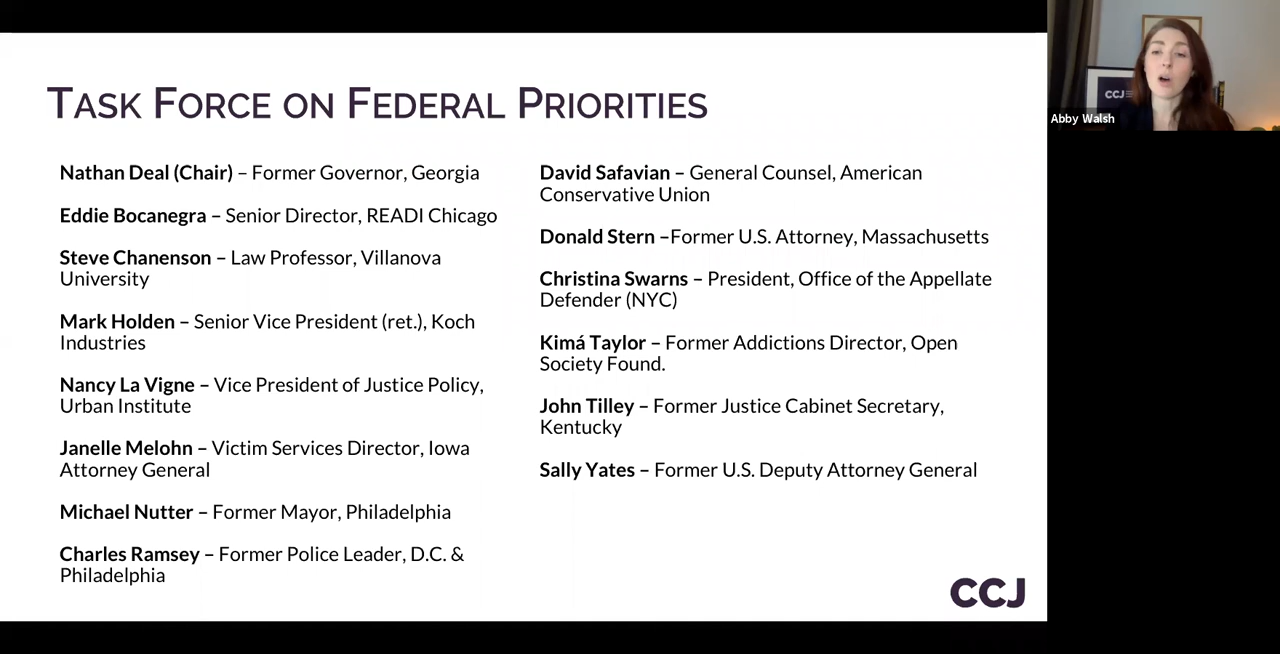 TASK FORCE ON FEDERAL PRIORITIES
Nathan Deal (Chair) – Former Governor, Georgia
Eddie Bocanegra – Senior Director, READI Chicago
Steve Chanenson – Law Professor, Villanova
University
Mark Holden – Senior Vice President (ret.), Koch
Industries
Nancy La Vigne – Vice President of Justice Policy,
Urban Institute
Janelle Melohn – Victim Services Director, Iowa
Attorney General
Michael Nutter – Former Mayor, Philadelphia
Charles Ramsey – Former Police Leader, D.C. &
Philadelphia
David Safavian – General Counsel, American
Conservative Union
Donald Stern –Former U.S. Attorney, Massachusetts
Christina Swarns – President, Office of the Appellate
Defender (NYC)
Kimá Taylor – Former Addictions Director, Open
Society Found.
John Tilley – Former Justice Cabinet Secretary,
Kentucky
Sally Yates – Former U.S. Deputy Attorney General
CCJ
CCJ
Abby Walsh